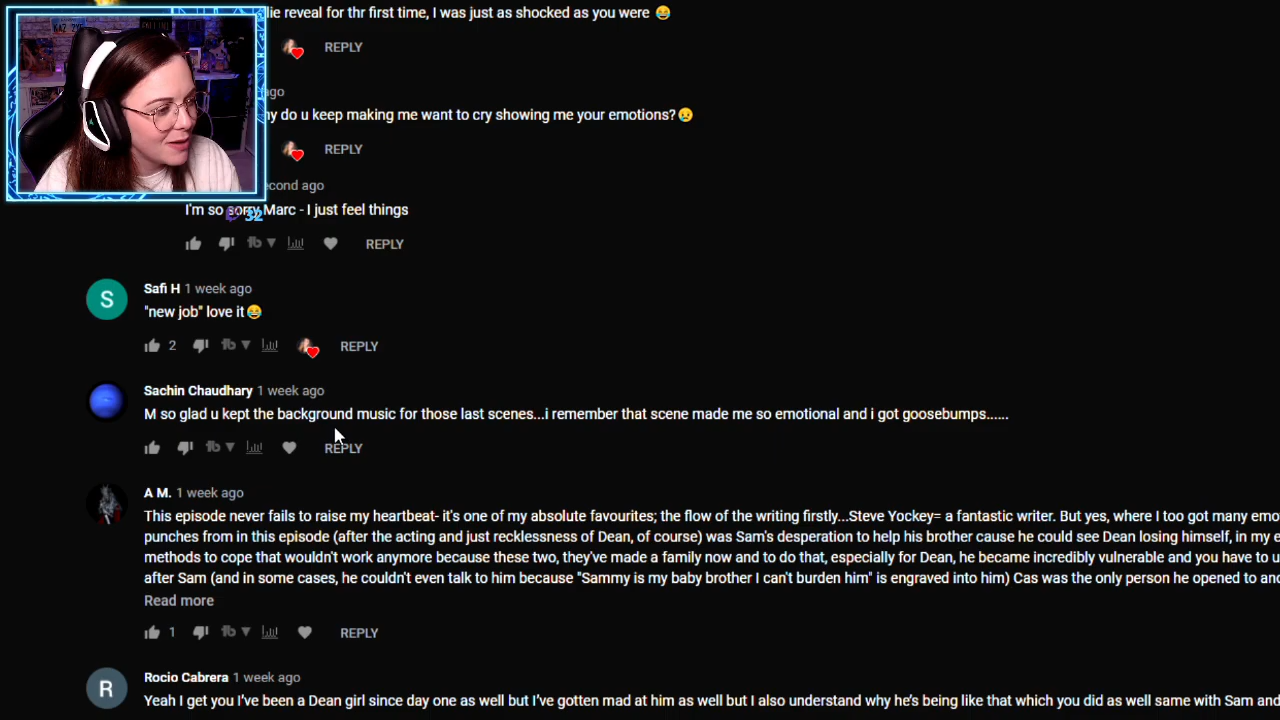 lie reveal for thr first time, I was just as shocked as you were 😂
REPLY
ago
do u keep making me want to cry showing me your emotions?😢
REPLY
second ago
I'm so sorry Marc - I just feel things
32
REPLY
Safi H 1 week ago
"new job" love it😂
2 REPLY
Sachin Chaudhary 1 week ago
M so glad u kept the background music for those last scenes...i remember that scene made me so emotional and i got goosebumps......
REPLY
A M. 1 week ago
This episode never fails to raise my heartbeat- it's one of my absolute favourites; the flow of the writing firstly...Steve Yockey= a fantastic writer. But yes, where I too got many emo
punches from in this episode (after the acting and just recklessness of Dean, of course) was Sam's desperation to help his brother cause he could see Dean losing himself, in my e
methods to cope that wouldn't work anymore because these two, they've made a family now and to do that, especially for Dean, he became incredibly vulnerable and you have to u
after Sam (and in some cases, he couldn't even talk to him because "Sammy is my baby brother I can't burden him" is engraved into him) Cas was the only person he opened to and
Read more
1 REPLY
Rocio Cabrera 1 week ago
Yeah I get you I've been a Dean girl since day one as well but I've gotten mad at him as well but I also understand why he's being like that which you did as well same with Sam and